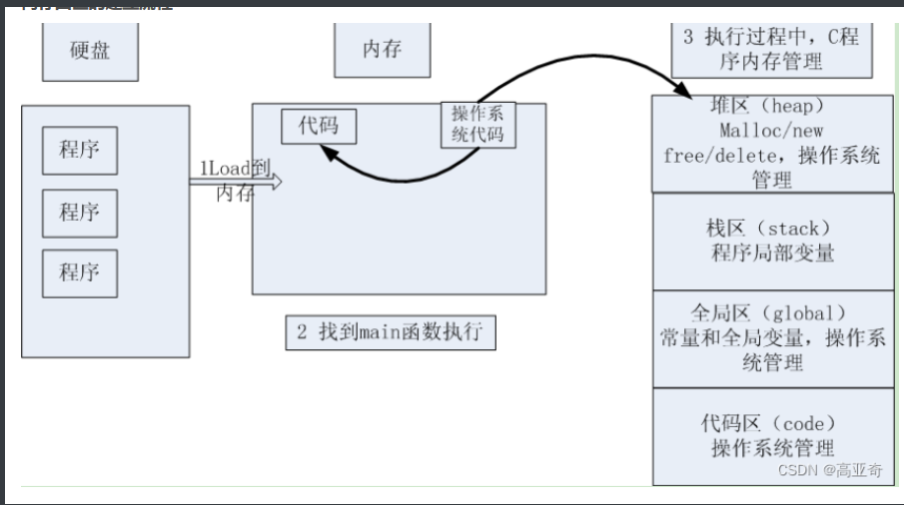 硬盘
内存
3 执行过程中，C程
序内存管理
程序
程序
程序
1Load到
内存
代码
操作系
统代码
2 找到main函数执行
堆区（heap）
Malloc/new
free/delete，操作系统
管理
栈区（stack）
程序局部变量
全局区（global）
常量和全局变量，操作系
统管理
代码区（code）
操作系统管理
CSDN @高亚奇